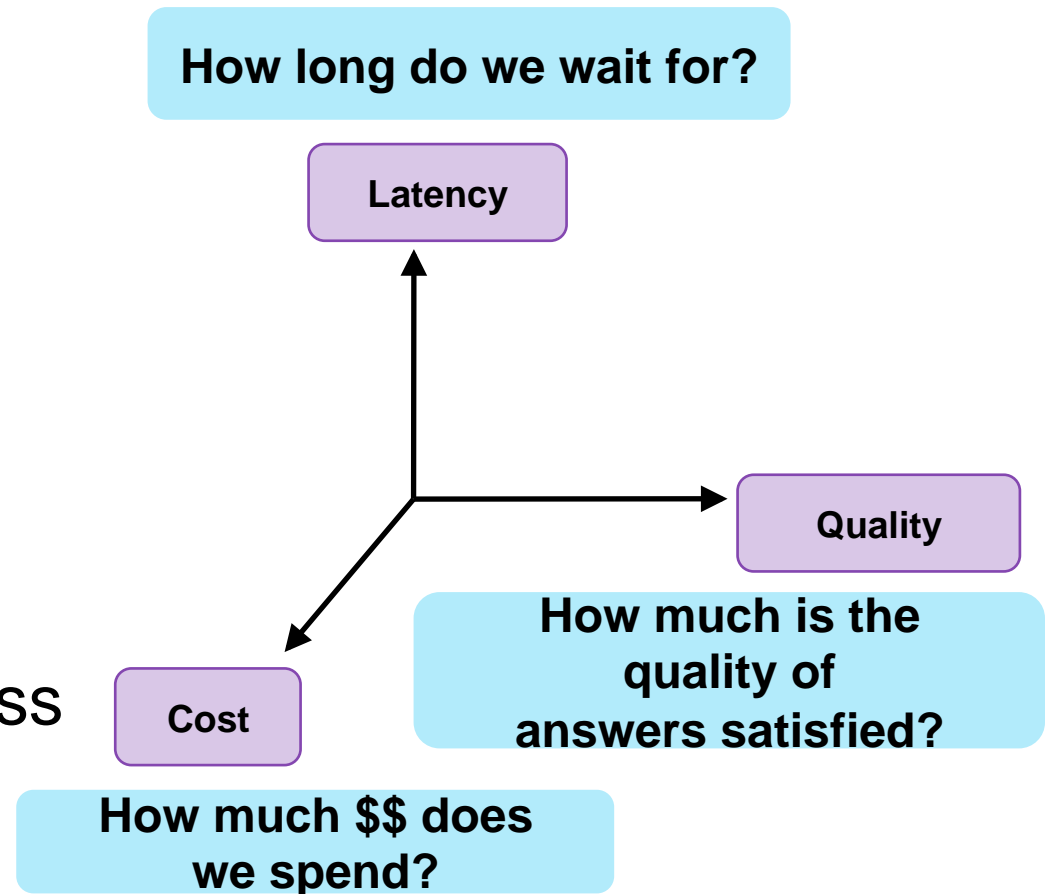 How long do we wait for?
Latency
Quality
How much is the
quality of
answers satisfied?
ss
Cost
How much $$ does
we spend?